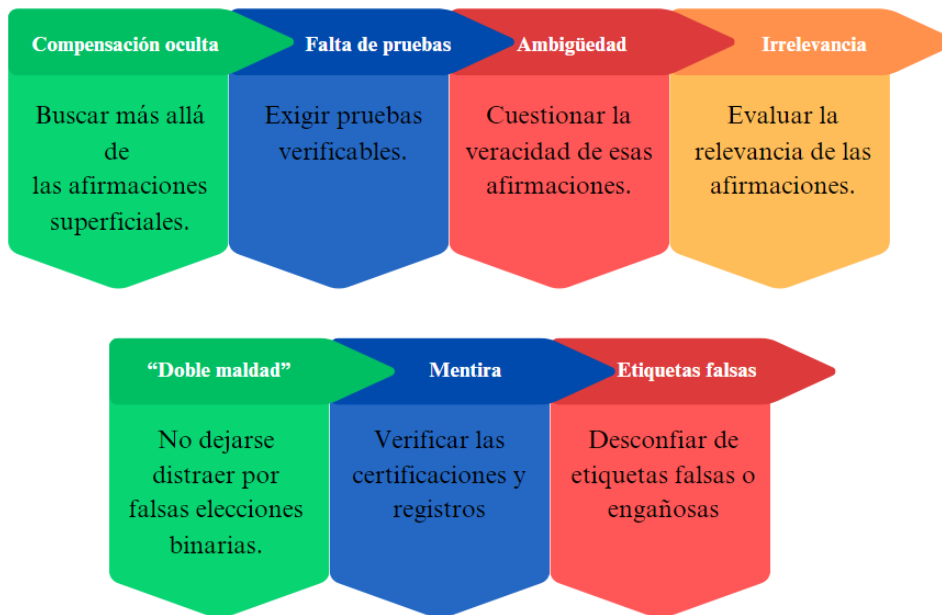 Compensación oculta
Falta de pruebas
Ambigüedad
Irrelevancia
Buscar más allá
de
las afirmaciones
superficiales.
Exigir pruebas
verificables.
Cuestionar la
veracidad de esas
afirmaciones.
Evaluar la
relevancia de las
afirmaciones.
“Doble maldad”
Mentira
Etiquetas falsas
No dejarse
distraer por
falsas elecciones
binarias.
Verificar las
certificaciones y
registros
Desconfiar de
etiquetas falsas o
engañosas